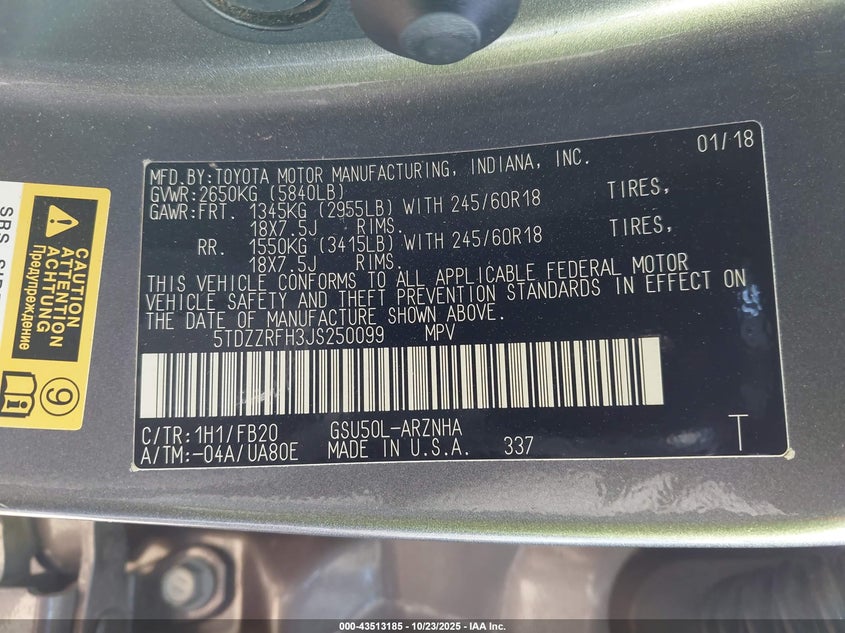 MFD.BY:TOYOTA MOTOR MANUFACTURING, INDIANA, INC. 01/18
GVWR:2650KG (5840LB)
GAWR:FRT. 1345KG (2955LB) WITH 245/60R18 TIRES,
18X7.5J RIMS.
RR. 1550KG (3415LB) WITH 245/60R18 TIRES,
18X7.5J RIMS.
THIS VEHICLE CONFORMS TO ALL APPLICABLE FEDERAL MOTOR
VEHICLE SAFETY AND THEFT PREVENTION STANDARDS IN EFFECT ON
THE DATE OF MANUFACTURE SHOWN ABOVE.
5TDZZRFH3JS250099 MPV
C/TR:1H1/FB20 GSU50L-ARZNHA
A/TM:-04A/UA80E MADE IN U.S.A. 337 T
CAUTION
ATTENTION
ACHTUNG
Предупреждение
9
SRS
000-43513185 - 10/23/2025 - IAA Inc.